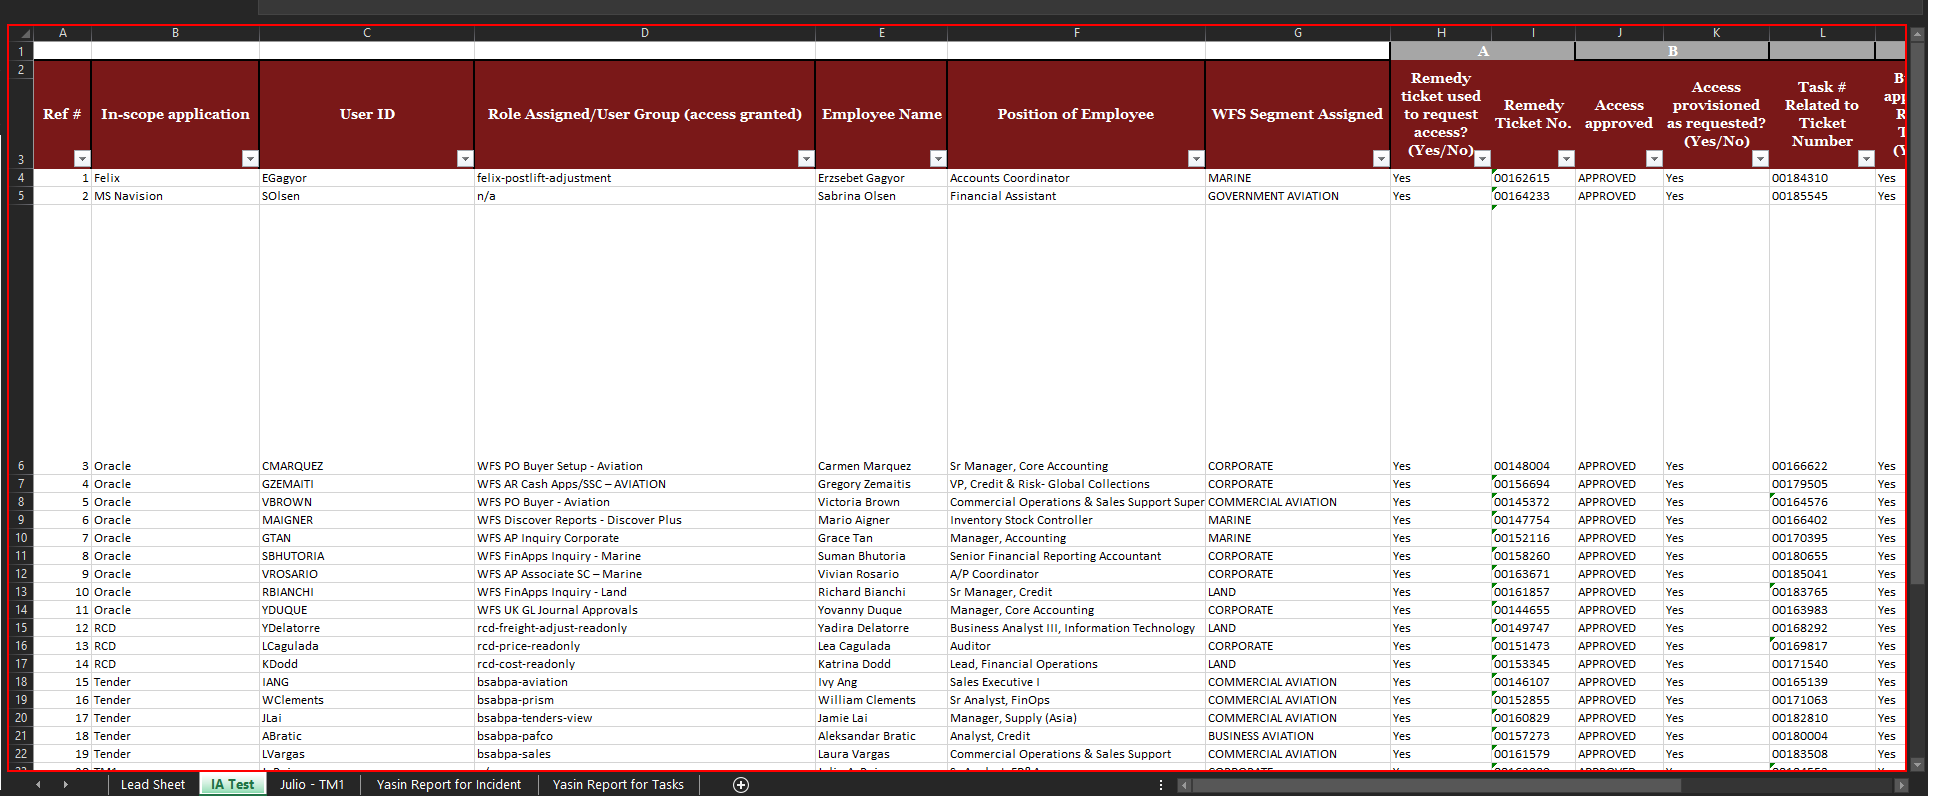 A B C D E F G H I J K L
1 A B
2
3 Ref # In-scope application User ID Role Assigned/User Group (access granted) Employee Name Position of Employee WFS Segment Assigned Remedy ticket used to request access? (Yes/No) Remedy Ticket No. Access approved Access provisioned as requested? (Yes/No) Task # Related to Ticket Number
4 1 Felix EGagyor felix-postlift-adjustment Erzsebet Gagyor Accounts Coordinator MARINE Yes 00162615 APPROVED Yes 00184310 Yes
5 2 MS Navision SOlsen n/a Sabrina Olsen Financial Assistant GOVERNMENT AVIATION Yes 00164233 APPROVED Yes 00185545 Yes
6 3 Oracle CMARQUEZ WFS PO Buyer Setup - Aviation Carmen Marquez Sr Manager, Core Accounting CORPORATE Yes 00148004 APPROVED Yes 00166622 Yes
7 4 Oracle GZEMAITI WFS AR Cash Apps/SSC – AVIATION Gregory Zemaitis VP, Credit & Risk- Global Collections CORPORATE Yes 00156694 APPROVED Yes 00179505 Yes
8 5 Oracle VBROWN WFS PO Buyer - Aviation Victoria Brown Commercial Operations & Sales Support Super COMMERCIAL AVIATION Yes 00145372 APPROVED Yes 00164576 Yes
9 6 Oracle MAIGNER WFS Discover Reports - Discover Plus Mario Aigner Inventory Stock Controller MARINE Yes 00147754 APPROVED Yes 00166402 Yes
10 7 Oracle GTAN WFS AP Inquiry Corporate Grace Tan Manager, Accounting MARINE Yes 00152116 APPROVED Yes 00170395 Yes
11 8 Oracle SBHUTORIA WFS FinApps Inquiry - Marine Suman Bhutoria Senior Financial Reporting Accountant CORPORATE Yes 00158260 APPROVED Yes 00180655 Yes
12 9 Oracle VROSARIO WFS AP Associate SC – Marine Vivian Rosario A/P Coordinator CORPORATE Yes 00163671 APPROVED Yes 00185041 Yes
13 10 Oracle RBIANCHI WFS FinApps Inquiry - Land Richard Bianchi Sr Manager, Credit LAND Yes 00161857 APPROVED Yes 00183765 Yes
14 11 Oracle YDUQUE WFS UK GL Journal Approvals Yovanny Duque Manager, Core Accounting CORPORATE Yes 00144655 APPROVED Yes 00163983 Yes
15 12 RCD YDelatorre rcd-freight-adjust-readonly Yadira Delatorre Business Analyst III, Information Technology LAND Yes 00149747 APPROVED Yes 00168292 Yes
16 13 RCD LCagulada rcd-price-readonly Lea Cagulada Auditor CORPORATE Yes 00151473 APPROVED Yes 00169817 Yes
17 14 RCD KDodd rcd-cost-readonly Katrina Dodd Lead, Financial Operations LAND Yes 00153345 APPROVED Yes 00171540 Yes
18 15 Tender IANG bsabpa-aviation Ivy Ang Sales Executive I COMMERCIAL AVIATION Yes 00146107 APPROVED Yes 00165139 Yes
19 16 Tender WClements bsabpa-prism William Clements Sr Analyst, FinOps COMMERCIAL AVIATION Yes 00152855 APPROVED Yes 00171063 Yes
20 17 Tender JLai bsabpa-tenders-view Jamie Lai Manager, Supply (Asia) COMMERCIAL AVIATION Yes 00160829 APPROVED Yes 00182810 Yes
21 18 Tender ABratic bsabpa-pafco Aleksandar Bratic Analyst, Credit BUSINESS AVIATION Yes 00157273 APPROVED Yes 00180004 Yes
22 19 Tender LVargas bsabpa-sales Laura Vargas Commercial Operations & Sales Support COMMERCIAL AVIATION Yes 00161579 APPROVED Yes 00183508 Yes
Lead Sheet IA Test Julio - TM1 Yasin Report for Incident Yasin Report for Tasks